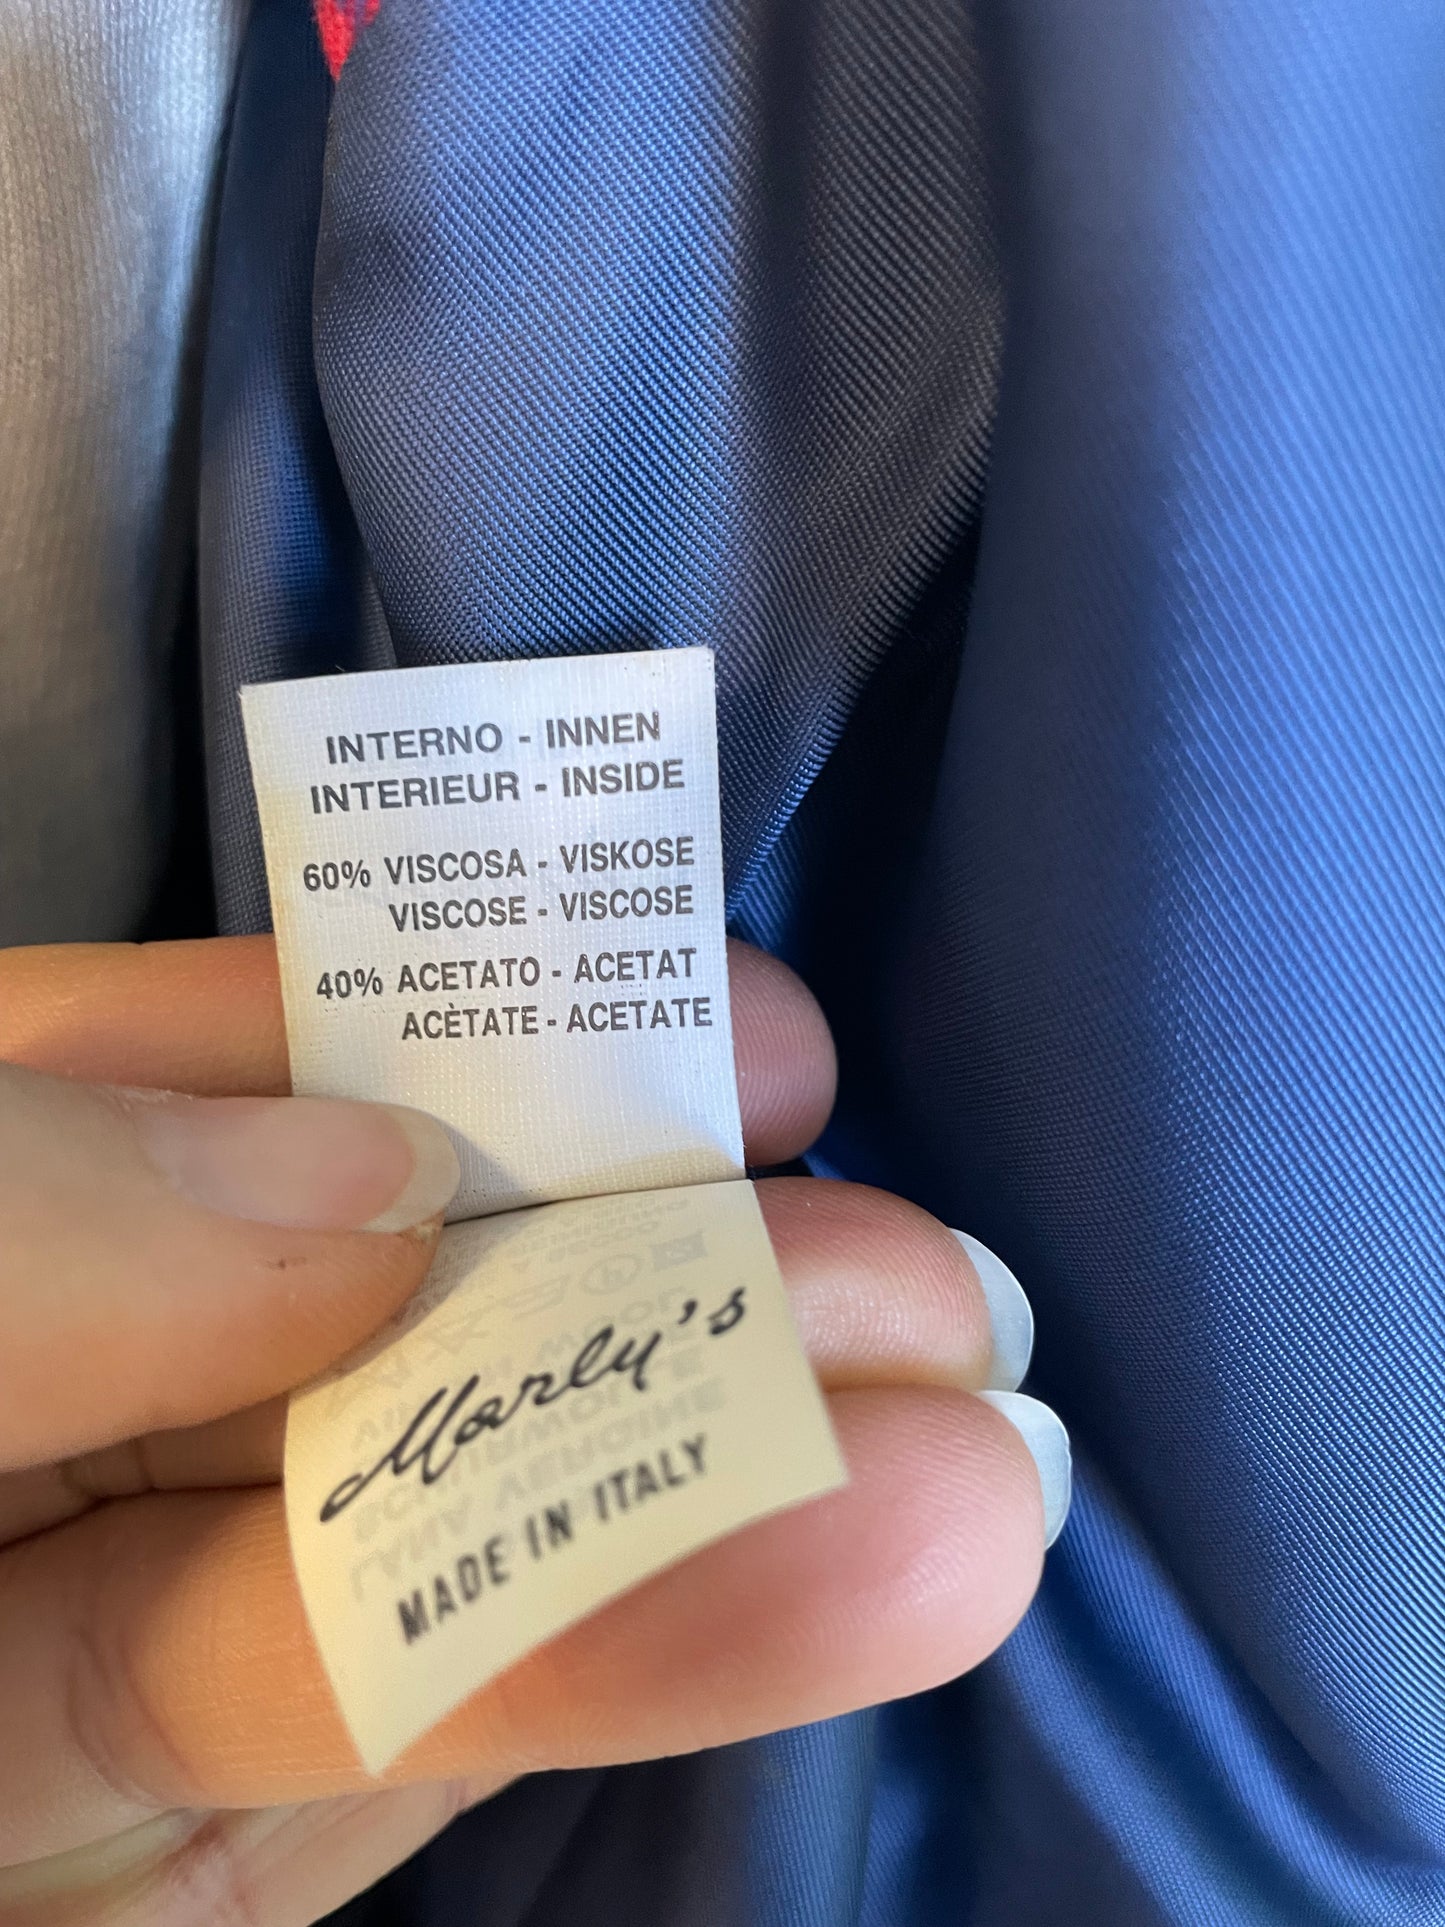 INTERNO - INNEN
INTERIEUR - INSIDE
60% VISCOSA - VISKOSE
VISCOSE - VISCOSE
40% ACETATO - ACETAT
ACÈTATE - ACETATE
Marly's
MADE IN ITALY